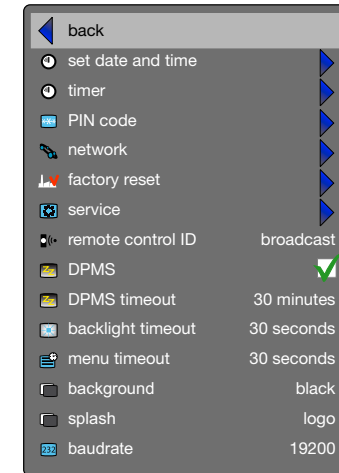 back
set date and time
timer
PIN code
network
factory reset
service
remote control ID broadcast
DPMS
DPMS timeout 30 minutes
backlight timeout 30 seconds
menu timeout 30 seconds
background black
splash logo
232 baudrate 19200